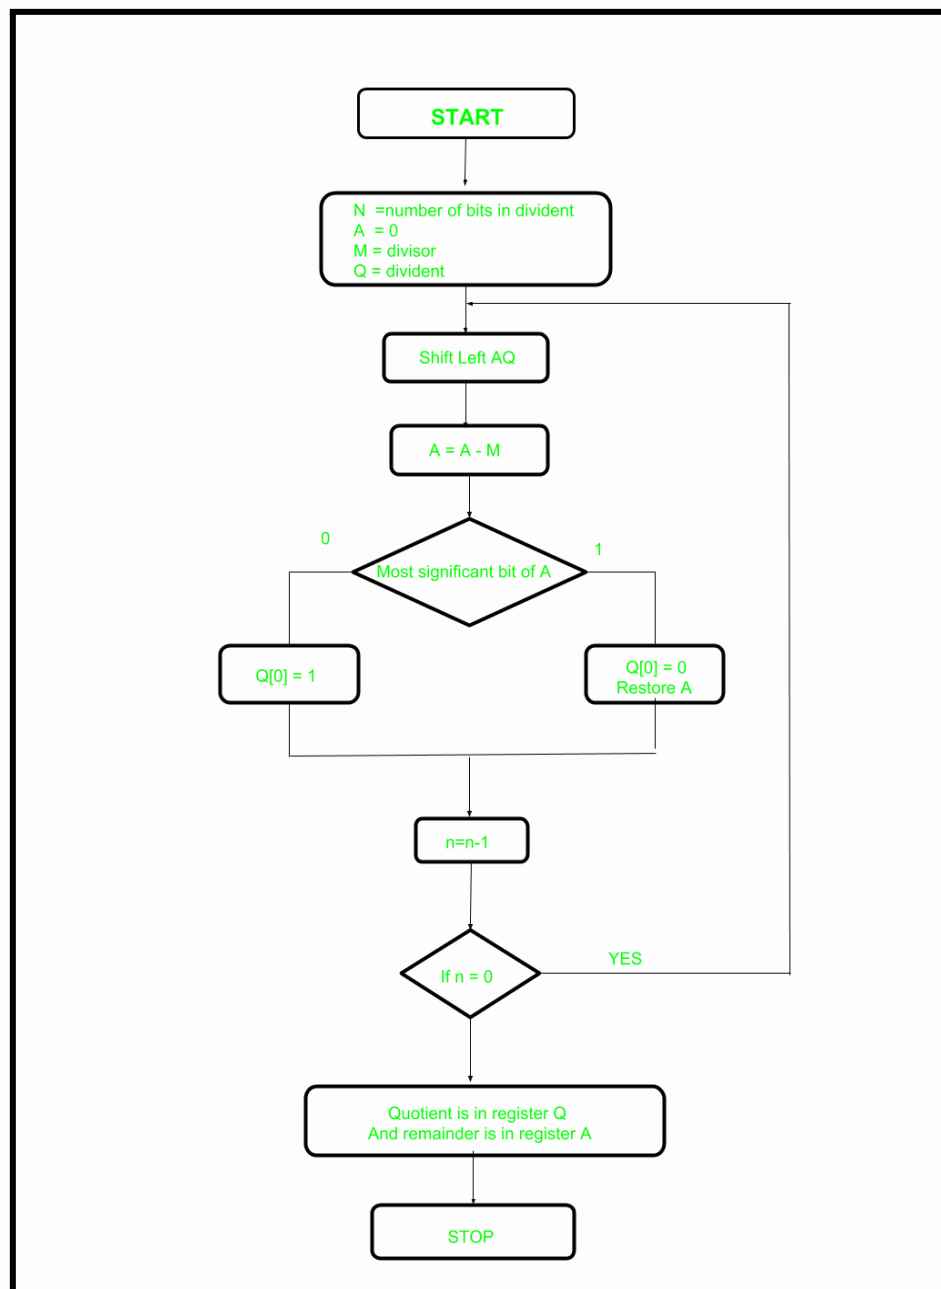 START
N =number of bits in divident
A = 0
M = divisor
Q = divident
Shift Left AQ
A = A - M
0
1
Most significant bit of A
Q[0] = 1
Q[0] = 0
Restore A
n=n-1
YES
If n = 0
Quotient is in register Q
And remainder is in register A
STOP